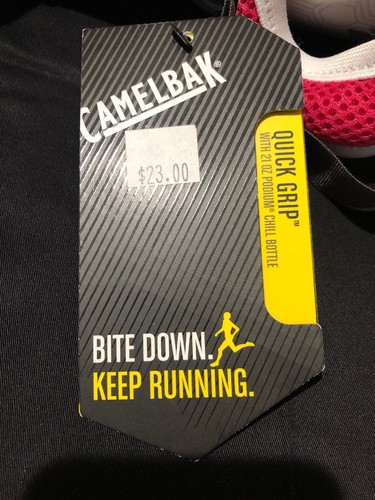 CAMELBAK®
$23.00
QUICK GRIP™
WITH 21 OZ PODIUM® CHILL BOTTLE
BITE DOWN.
KEEP RUNNING.